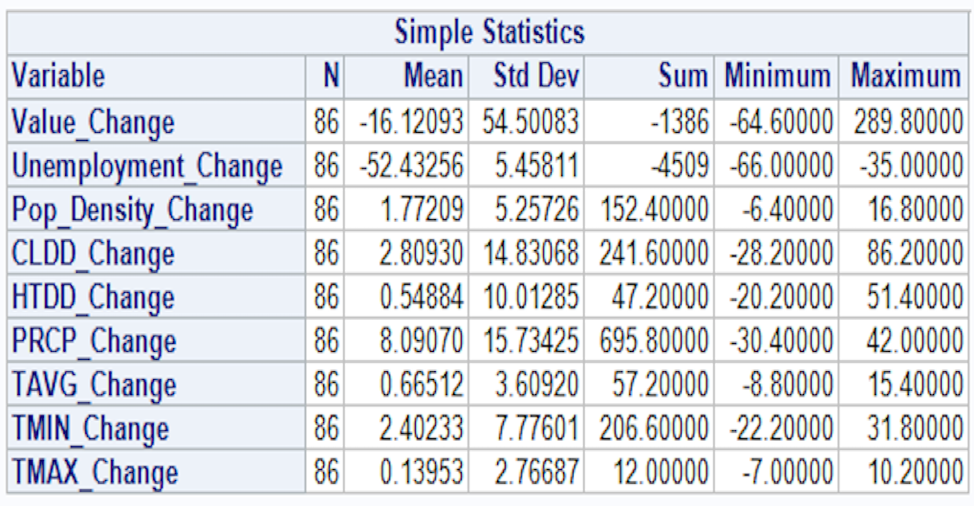 Simple Statistics
Variable N Mean Std Dev Sum Minimum Maximum
Value_Change 86 -16.12093 54.50083 -1386 -64.60000 289.80000
Unemployment_Change 86 -52.43256 5.45811 -4509 -66.00000 -35.00000
Pop_Density_Change 86 1.77209 5.25726 152.40000 -6.40000 16.80000
CLDD_Change 86 2.80930 14.83068 241.60000 -28.20000 86.20000
HTDD_Change 86 0.54884 10.01285 47.20000 -20.20000 51.40000
PRCP_Change 86 8.09070 15.73425 695.80000 -30.40000 42.00000
TAVG_Change 86 0.66512 3.60920 57.20000 -8.80000 15.40000
TMIN_Change 86 2.40233 7.77601 206.60000 -22.20000 31.80000
TMAX_Change 86 0.13953 2.76687 12.00000 -7.00000 10.20000